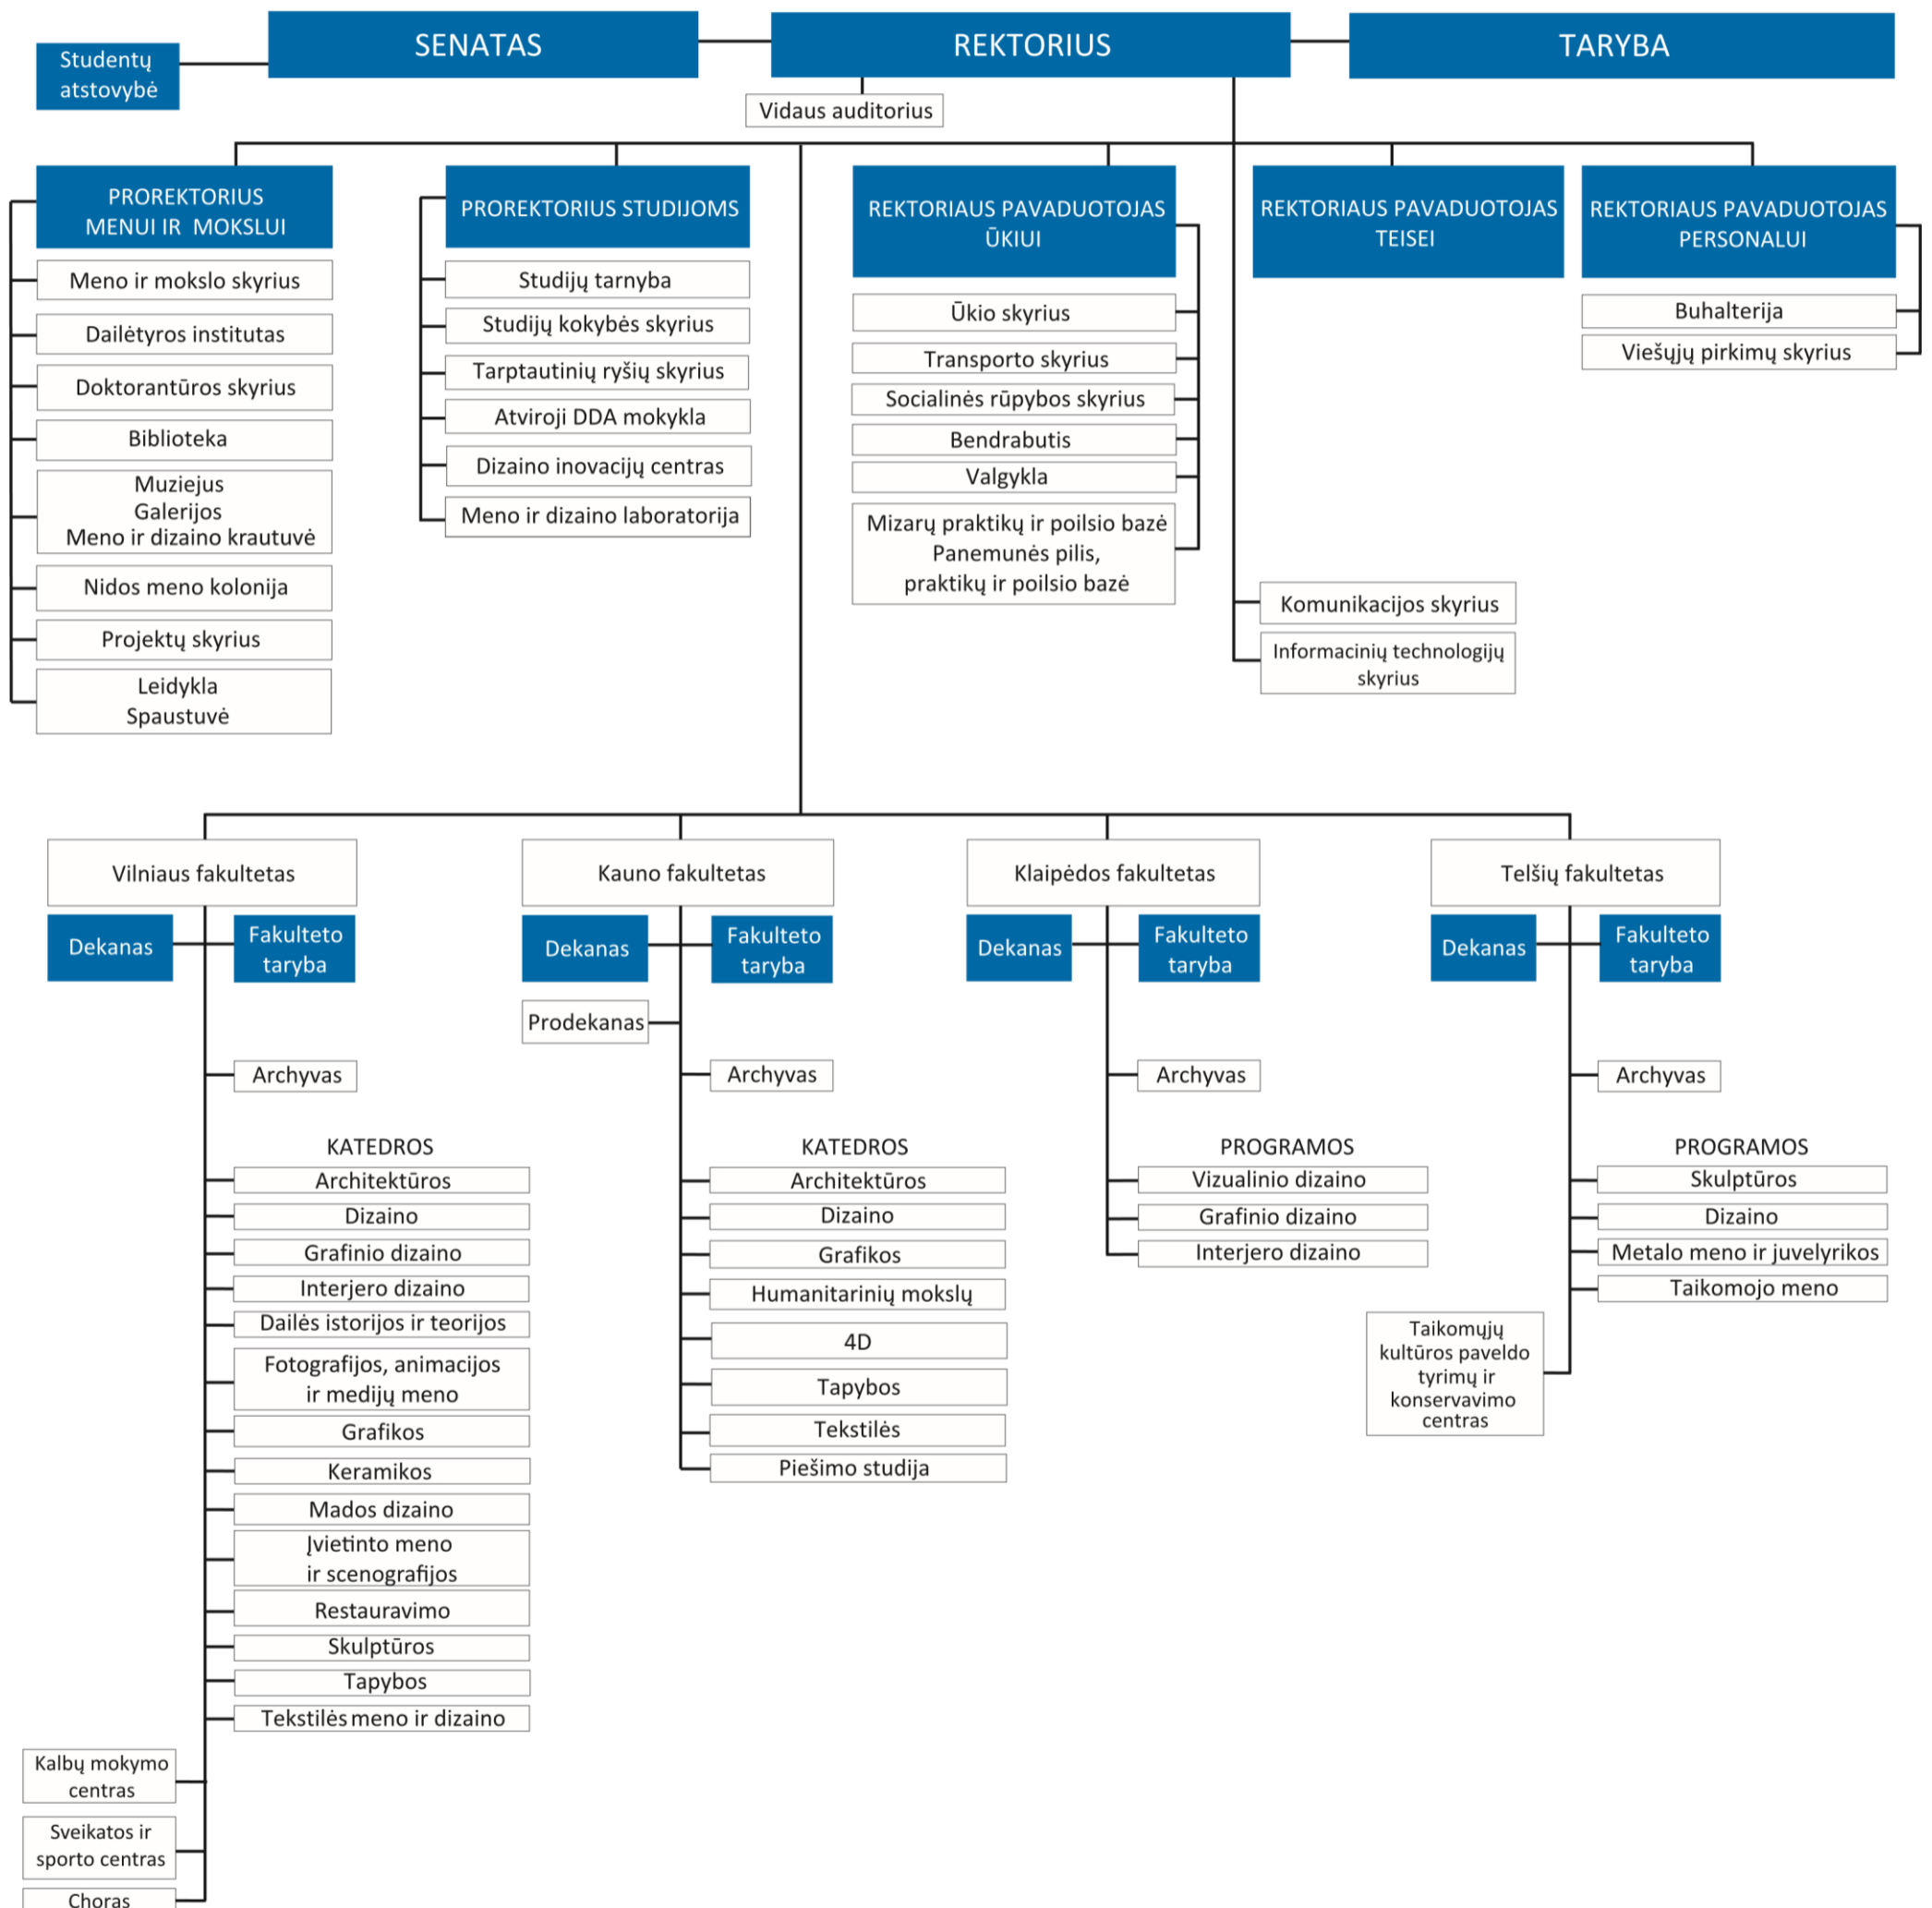 Studentų
atstovybė
SENATAS
REKTORIUS
TARYBA
Vidaus auditorius
PROREKTORIUS
MENUI IR MOKSLUI
Meno ir mokslo skyrius
Dailėtyros institutas
Doktorantūros skyrius
Biblioteka
Muziejus
Galerijos
Meno ir dizaino krautuvė
Nidos meno kolonija
Projektų skyrius
Leidykla
Spaustuvė
PROREKTORIUS STUDIJOMS
Studijų tarnyba
Studijų kokybės skyrius
Tarptautinių ryšių skyrius
Atviroji DDA mokykla
Dizaino inovacijų centras
Meno ir dizaino laboratorija
REKTORIAUS PAVADUOTOJAS
ŪKIUI
Ūkio skyrius
Transporto skyrius
Socialinės rūpybos skyrius
Bendrabutis
Valgykla
Mizarų praktikų ir poilsio bazė
Panemunės pilis,
praktikų ir poilsio bazė
REKTORIAUS PAVADUOTOJAS
TEISEI
REKTORIAUS PAVADUOTOJAS
PERSONALUI
Buhalterija
Viešųjų pirkimų skyrius
Komunikacijos skyrius
Informacinių technologijų
skyrius
Vilniaus fakultetas
Dekanas
Fakulteto
taryba
Archyvas
KATEDROS
Architektūros
Dizaino
Grafinio dizaino
Interjero dizaino
Dailės istorijos ir teorijos
Fotografijos, animacijos
ir medijų meno
Grafikos
Keramikos
Mados dizaino
Įvietinto meno
ir scenografijos
Restauravimo
Skulptūros
Tapybos
Tekstilės meno ir dizaino
Kalbų mokymo
centras
Sveikatos ir
sporto centras
Choras
Kauno fakultetas
Dekanas
Fakulteto
taryba
Prodekanas
Archyvas
KATEDROS
Architektūros
Dizaino
Grafikos
Humanitarinių mokslų
4D
Tapybos
Tekstilės
Piešimo studija
Klaipėdos fakultetas
Dekanas
Fakulteto
taryba
Archyvas
PROGRAMOS
Vizualinio dizaino
Grafinio dizaino
Interjero dizaino
Telšių fakultetas
Dekanas
Fakulteto
taryba
Archyvas
PROGRAMOS
Skulptūros
Dizaino
Metalo meno ir juvelyrikos
Taikomojo meno
Taikomųjų
kultūros paveldo
tyrimų ir
konservavimo
centras